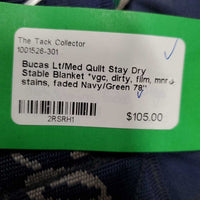 The Tack Collector
1001526-301
Bucas Lt/Med Quilt Stay Dry
Stable Blanket *vgc, dirty, film, mnr
stains, faded Navy/Green 78"
2RSRH1
$105.00